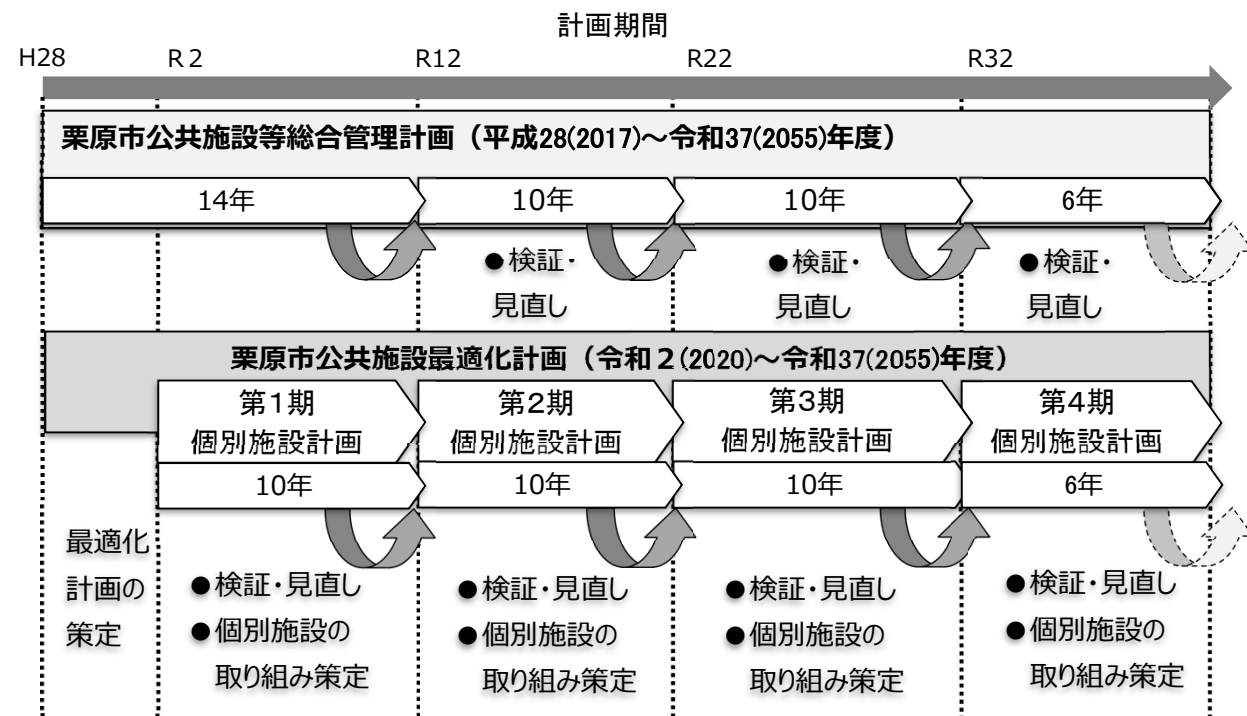 計画期間
H28 R2 R12 R22 R32
栗原市公共施設等総合管理計画（平成28(2017)～令和37(2055)年度）
14年 10年 10年 6年
●検証・ ●検証・ ●検証・
見直し 見直し 見直し
栗原市公共施設最適化計画（令和２(2020)～令和37(2055)年度）
第１期 第２期 第３期 第４期
個別施設計画 個別施設計画 個別施設計画 個別施設計画
10年 10年 10年 6年
最適化
計画の
策定
●検証・見直し ●検証・見直し ●検証・見直し ●検証・見直し
●個別施設の ●個別施設の ●個別施設の ●個別施設の
取り組み策定 取り組み策定 取り組み策定 取り組み策定